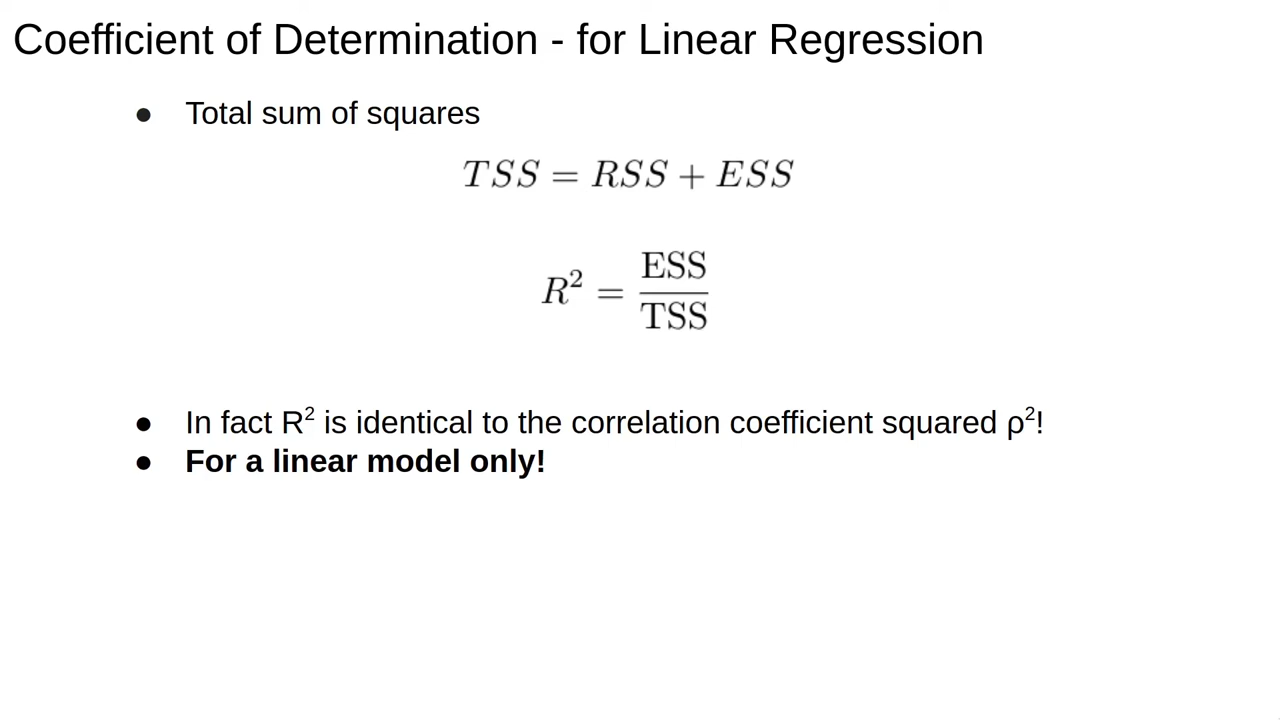 Coefficient of Determination - for Linear Regression
● Total sum of squares
TSS = RSS + ESS
R² = ESS / TSS
● In fact R² is identical to the correlation coefficient squared ρ²!
● For a linear model only!